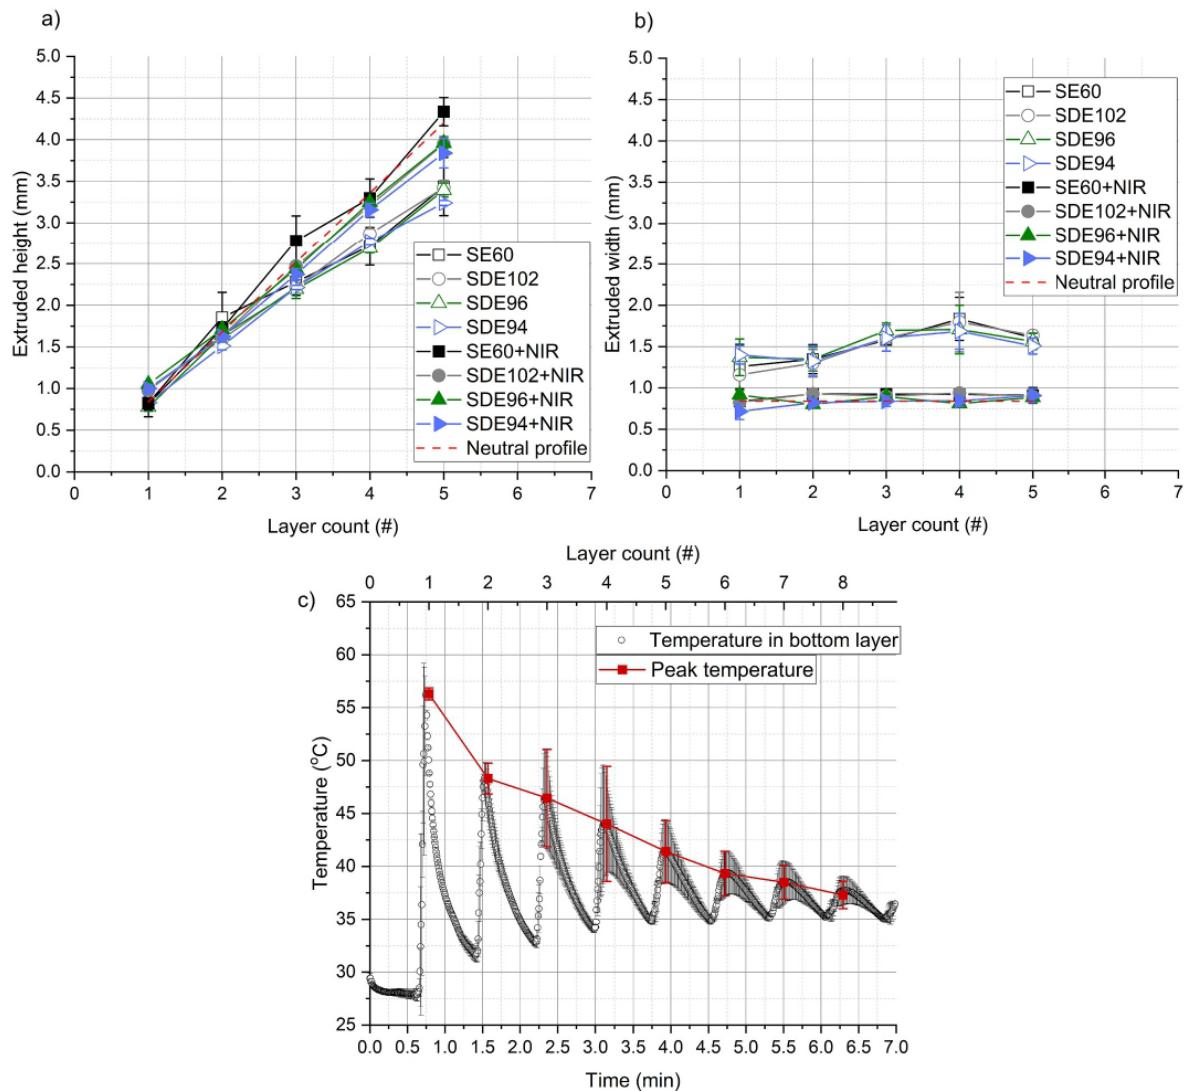 a)
5.0
4.5
4.0
3.5
3.0
2.5
2.0
1.5
1.0
0.5
0.0
Extruded height (mm)
SE60
SDE102
SDE96
SDE94
SE60+NIR
SDE102+NIR
SDE96+NIR
SDE94+NIR
Neutral profile
0 1 2 3 4 5 6 7
Layer count (#)
b)
5.0
4.5
4.0
3.5
3.0
2.5
2.0
1.5
1.0
0.5
0.0
Extruded width (mm)
SE60
SDE102
SDE96
SDE94
SE60+NIR
SDE102+NIR
SDE96+NIR
SDE94+NIR
Neutral profile
0 1 2 3 4 5 6 7
Layer count (#)
Layer count (#)
0 1 2 3 4 5 6 7 8
c)
65
60
55
50
45
40
35
30
25
Temperature (°C)
Temperature in bottom layer
Peak temperature
0.0 0.5 1.0 1.5 2.0 2.5 3.0 3.5 4.0 4.5 5.0 5.5 6.0 6.5 7.0
Time (min)